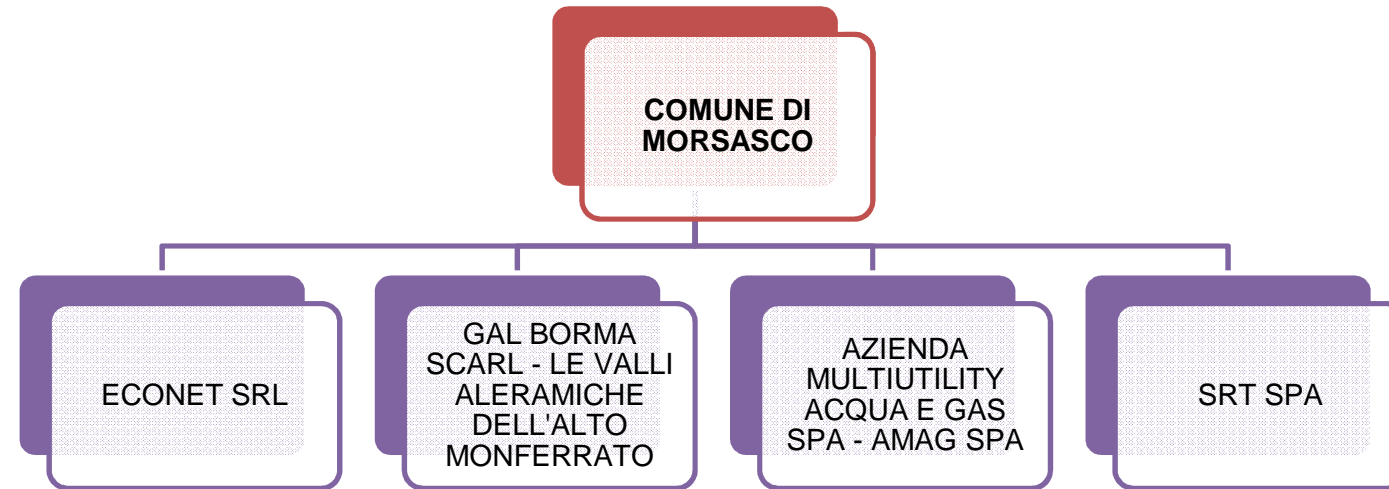 COMUNE DI
MORSASCO
ECONET SRL
GAL BORMA
SCARL - LE VALLI
ALERAMICHE
DELL'ALTO
MONFERRATO
AZIENDA
MULTIUTILITY
ACQUA E GAS
SPA - AMAG SPA
SRT SPA